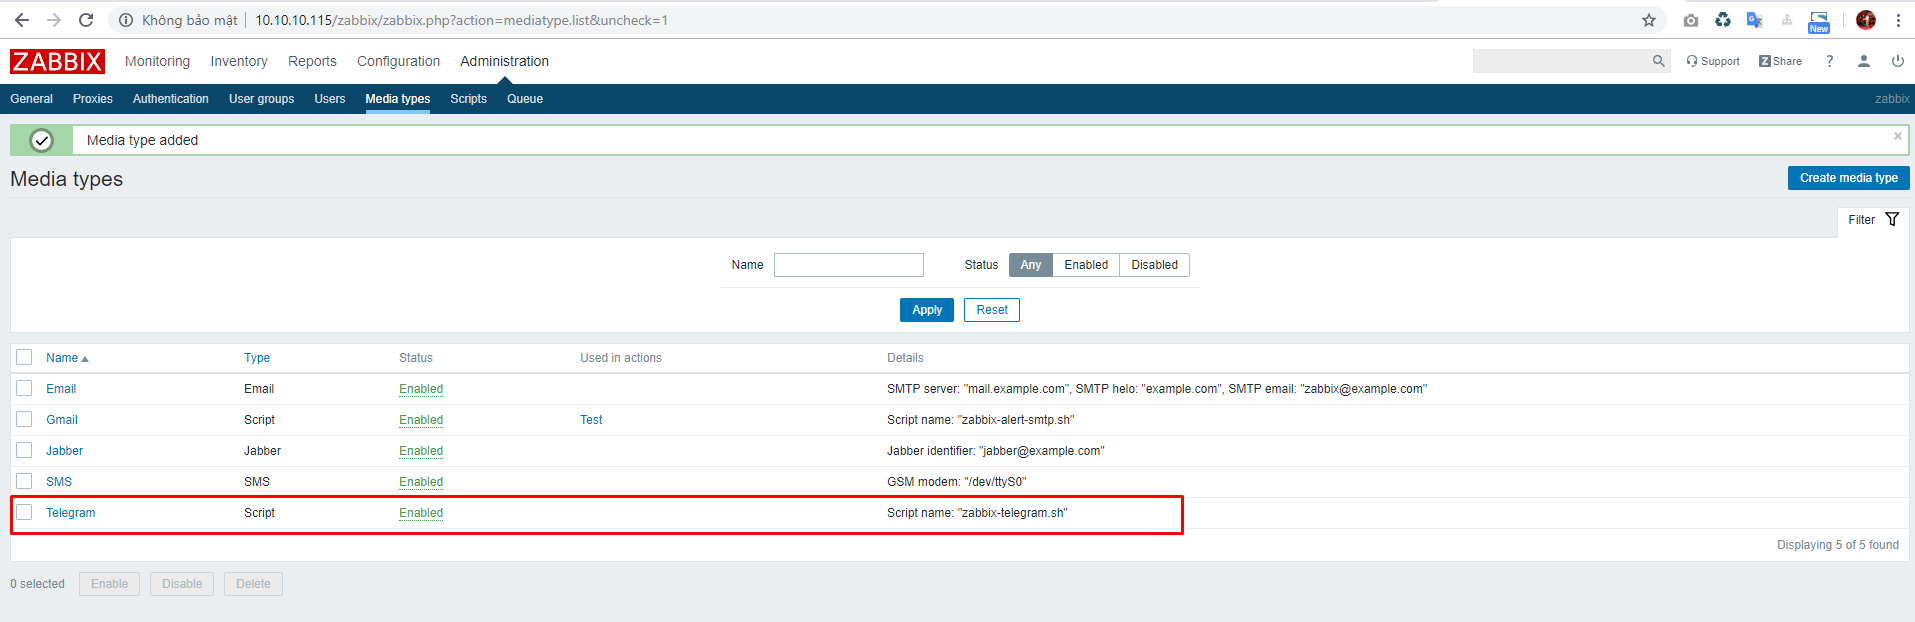 Không bảo mật 10.10.10.115/zabbix/zabbix.php?action=mediatype.list&uncheck=1
New
ZABBIX Monitoring Inventory Reports Configuration Administration Support Z Share ?
General Proxies Authentication User groups Users Media types Scripts Queue zabbix
Media type added
Media types Create media type
Filter
Name Status Any Enabled Disabled
Apply Reset
Name Type Status Used in actions Details
Email Email Enabled SMTP server: "mail.example.com", SMTP helo: "example.com", SMTP email: "zabbix@example.com"
Gmail Script Enabled Test Script name: "zabbix-alert-smtp.sh"
Jabber Jabber Enabled Jabber identifier: "jabber@example.com"
SMS SMS Enabled GSM modem: "/dev/ttyS0"
Telegram Script Enabled Script name: "zabbix-telegram.sh"
Displaying 5 of 5 found
0 selected Enable Disable Delete